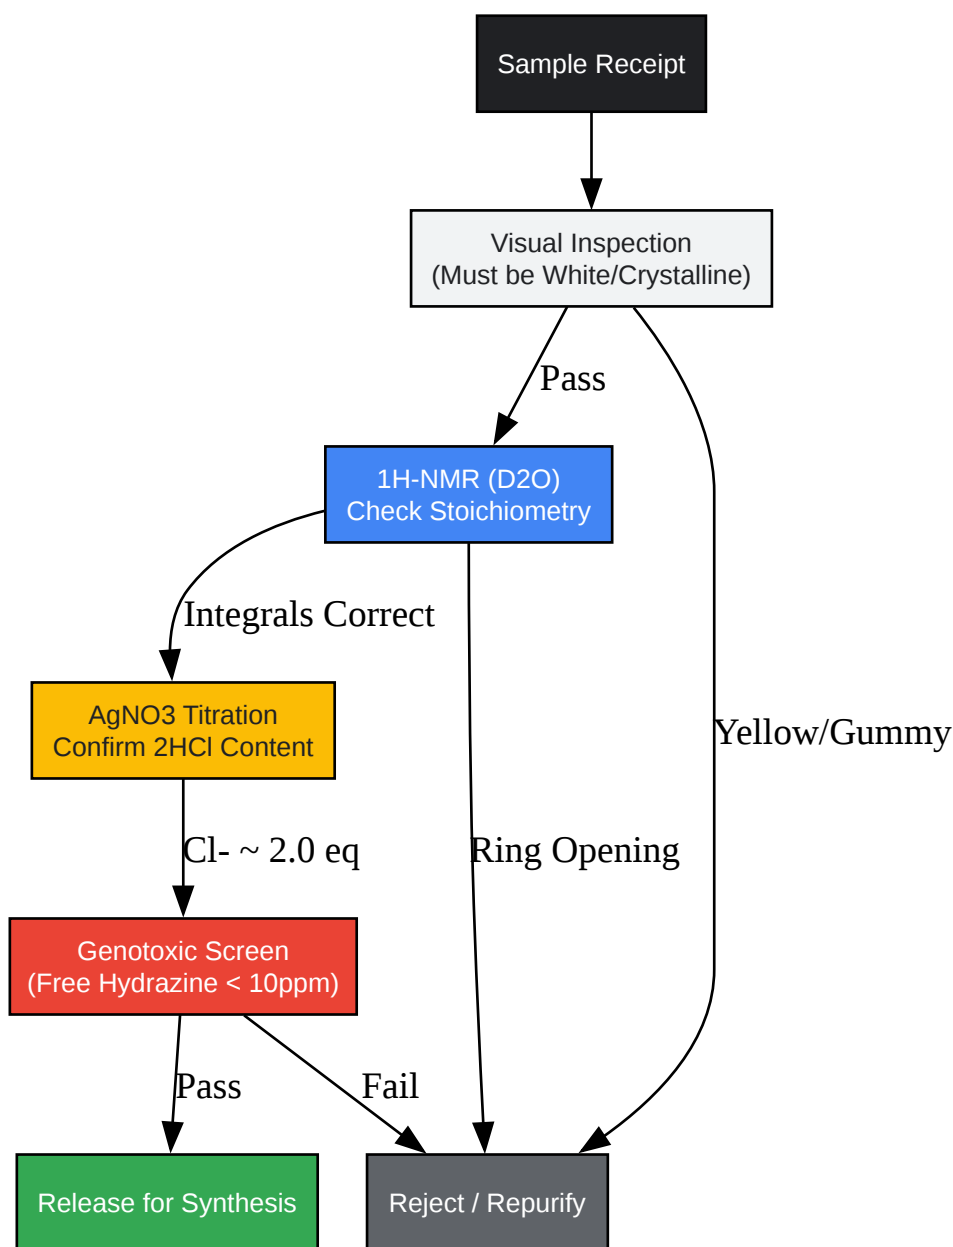 Sample Receipt
Visual Inspection
(Must be White/Crystalline)
Pass
1H-NMR (D2O)
Check Stoichiometry
Integrals Correct
AgNO3 Titration
Confirm 2HCl Content
Yellow/Gummy
Cl- ~ 2.0 eq
Ring Opening
Genotoxic Screen
(Free Hydrazine < 10ppm)
Pass
Fail
Release for Synthesis
Reject / Repurify